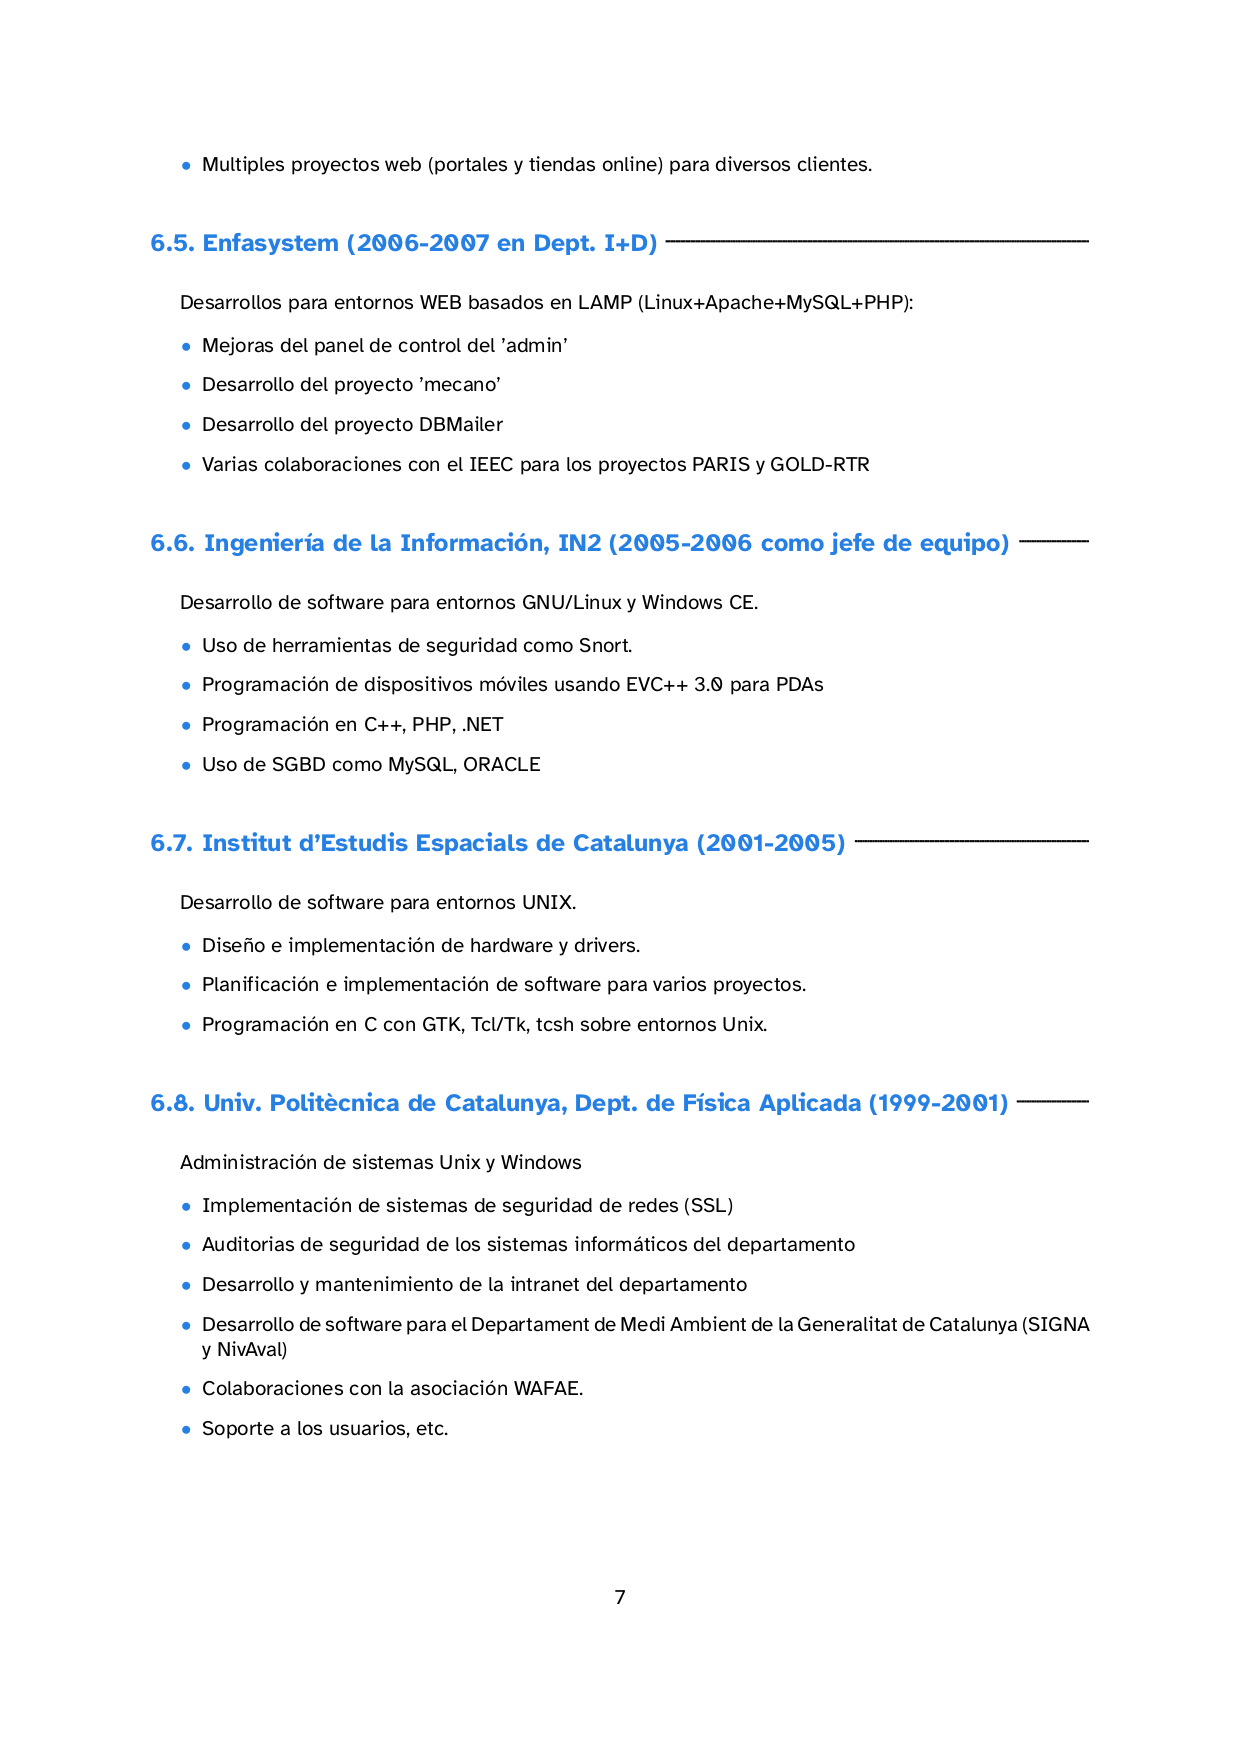 • Multiples proyectos web (portales y tiendas online) para diversos clientes.
6.5. Enfasystem (2006-2007 en Dept. I+D)
Desarrollos para entornos WEB basados en LAMP (Linux+Apache+MySQL+PHP):
• Mejoras del panel de control del ’admin’
• Desarrollo del proyecto ’mecano’
• Desarrollo del proyecto DBMailer
• Varias colaboraciones con el IEEC para los proyectos PARIS y GOLD-RTR
6.6. Ingeniería de la Información, IN2 (2005-2006 como jefe de equipo)
Desarrollo de software para entornos GNU/Linux y Windows CE.
• Uso de herramientas de seguridad como Snort.
• Programación de dispositivos móviles usando EVC++ 3.0 para PDAs
• Programación en C++, PHP, .NET
• Uso de SGBD como MySQL, ORACLE
6.7. Institut d’Estudis Espacials de Catalunya (2001-2005)
Desarrollo de software para entornos UNIX.
• Diseño e implementación de hardware y drivers.
• Planificación e implementación de software para varios proyectos.
• Programación en C con GTK, Tcl/Tk, tcsh sobre entornos Unix.
6.8. Univ. Politècnica de Catalunya, Dept. de Física Aplicada (1999-2001)
Administración de sistemas Unix y Windows
• Implementación de sistemas de seguridad de redes (SSL)
• Auditorias de seguridad de los sistemas informáticos del departamento
• Desarrollo y mantenimiento de la intranet del departamento
• Desarrollo de software para el Departament de Medi Ambient de la Generalitat de Catalunya (SIGNA
y NivAval)
• Colaboraciones con la asociación WAFAE.
• Soporte a los usuarios, etc.
7